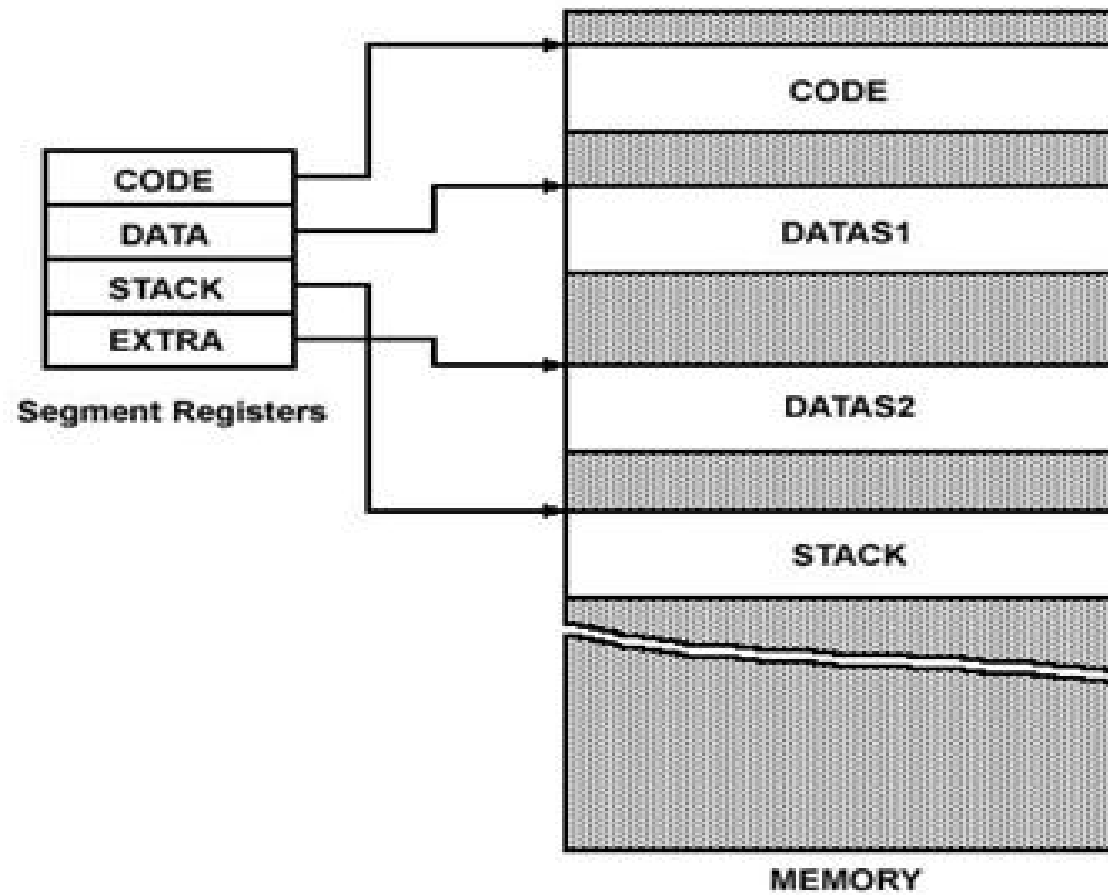 CODE
DATA
STACK
EXTRA
Segment Registers
CODE
DATAS1
DATAS2
STACK
MEMORY